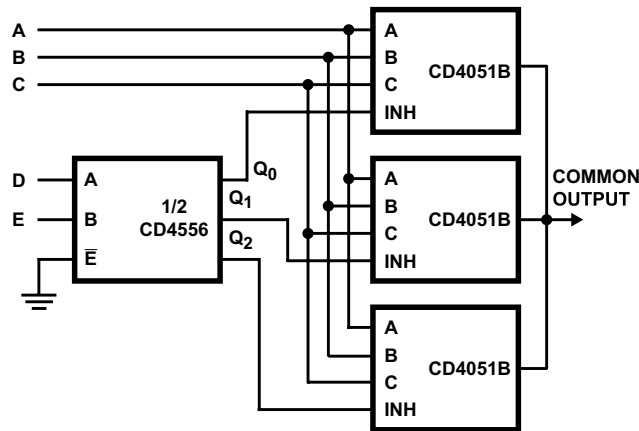 A
B
C
A
B
C
INH
CD4051B
D
E
A
B
E̅
1/2
CD4556
Q0
Q1
Q2
A
B
C
INH
CD4051B
COMMON
OUTPUT
A
B
C
INH
CD4051B